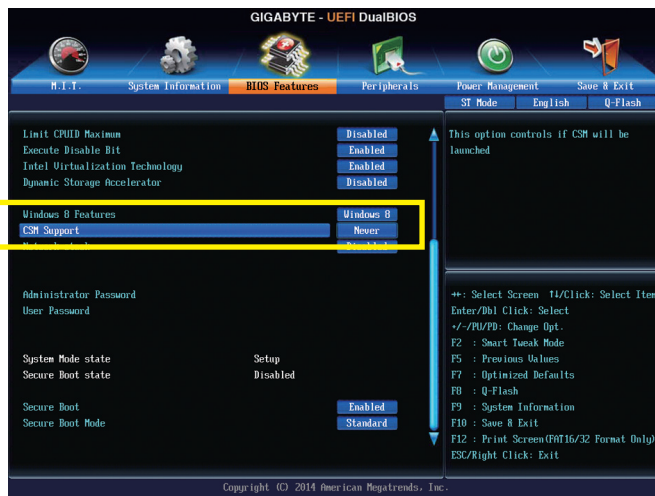 GIGABYTE - UEFI DualBIOS
M.I.T. System Information BIOS Features Peripherals Power Management Save & Exit
ST Mode English Q-Flash
Limit CPUID Maximum Disabled
Execute Disable Bit Enabled
Intel Virtualization Technology Enabled
Dynamic Storage Accelerator Disabled
Windows 8 Features Windows 8
CSM Support Never
Administrator Password
User Password
System Mode state Setup
Secure Boot state Disabled
Secure Boot Enabled
Secure Boot Mode Standard
This option controls if CSM will be
launched
: Select Screen ↑↓/Click: Select Item
Enter/Dbl Click: Select
+/-/PU/PD: Change Opt.
F2 : Smart Tweak Mode
F5 : Previous Values
F7 : Optimized Defaults
F8 : Q-Flash
F9 : System Information
F10 : Save & Exit
F12 : Print Screen(FAT16/32 Format Only)
ESC/Right Click: Exit
Copyright (C) 2014 American Megatrends, Inc.